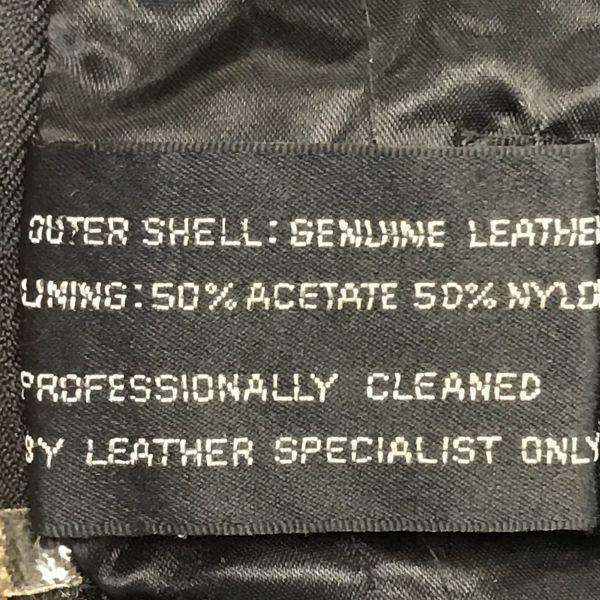 OUTER SHELL: GENUINE LEATHE
LINING: 50% ACETATE 50% NYLO
PROFESSIONALLY CLEANED
BY LEATHER SPECIALIST ONLY